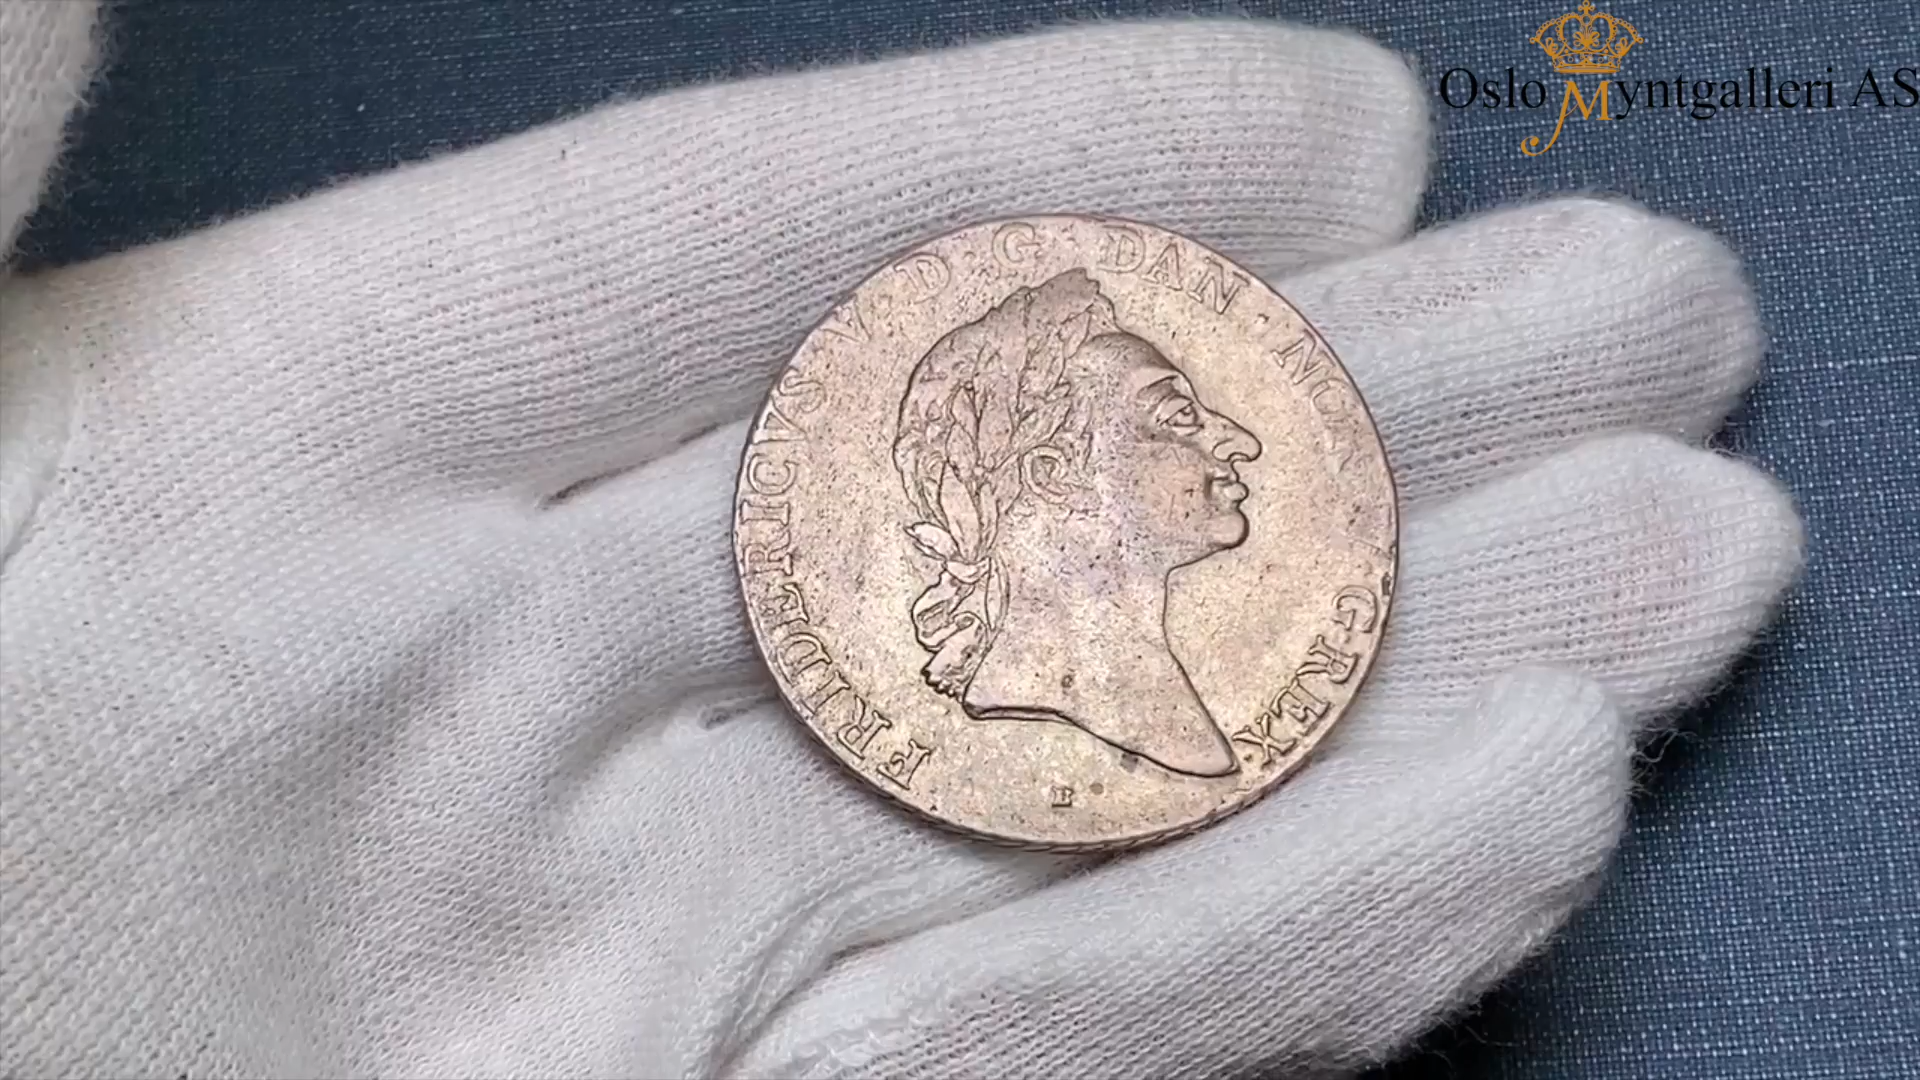 Oslo Myntgalleri AS
FRIDERICVS V · D · G · DAN · NOR · G · REX ·